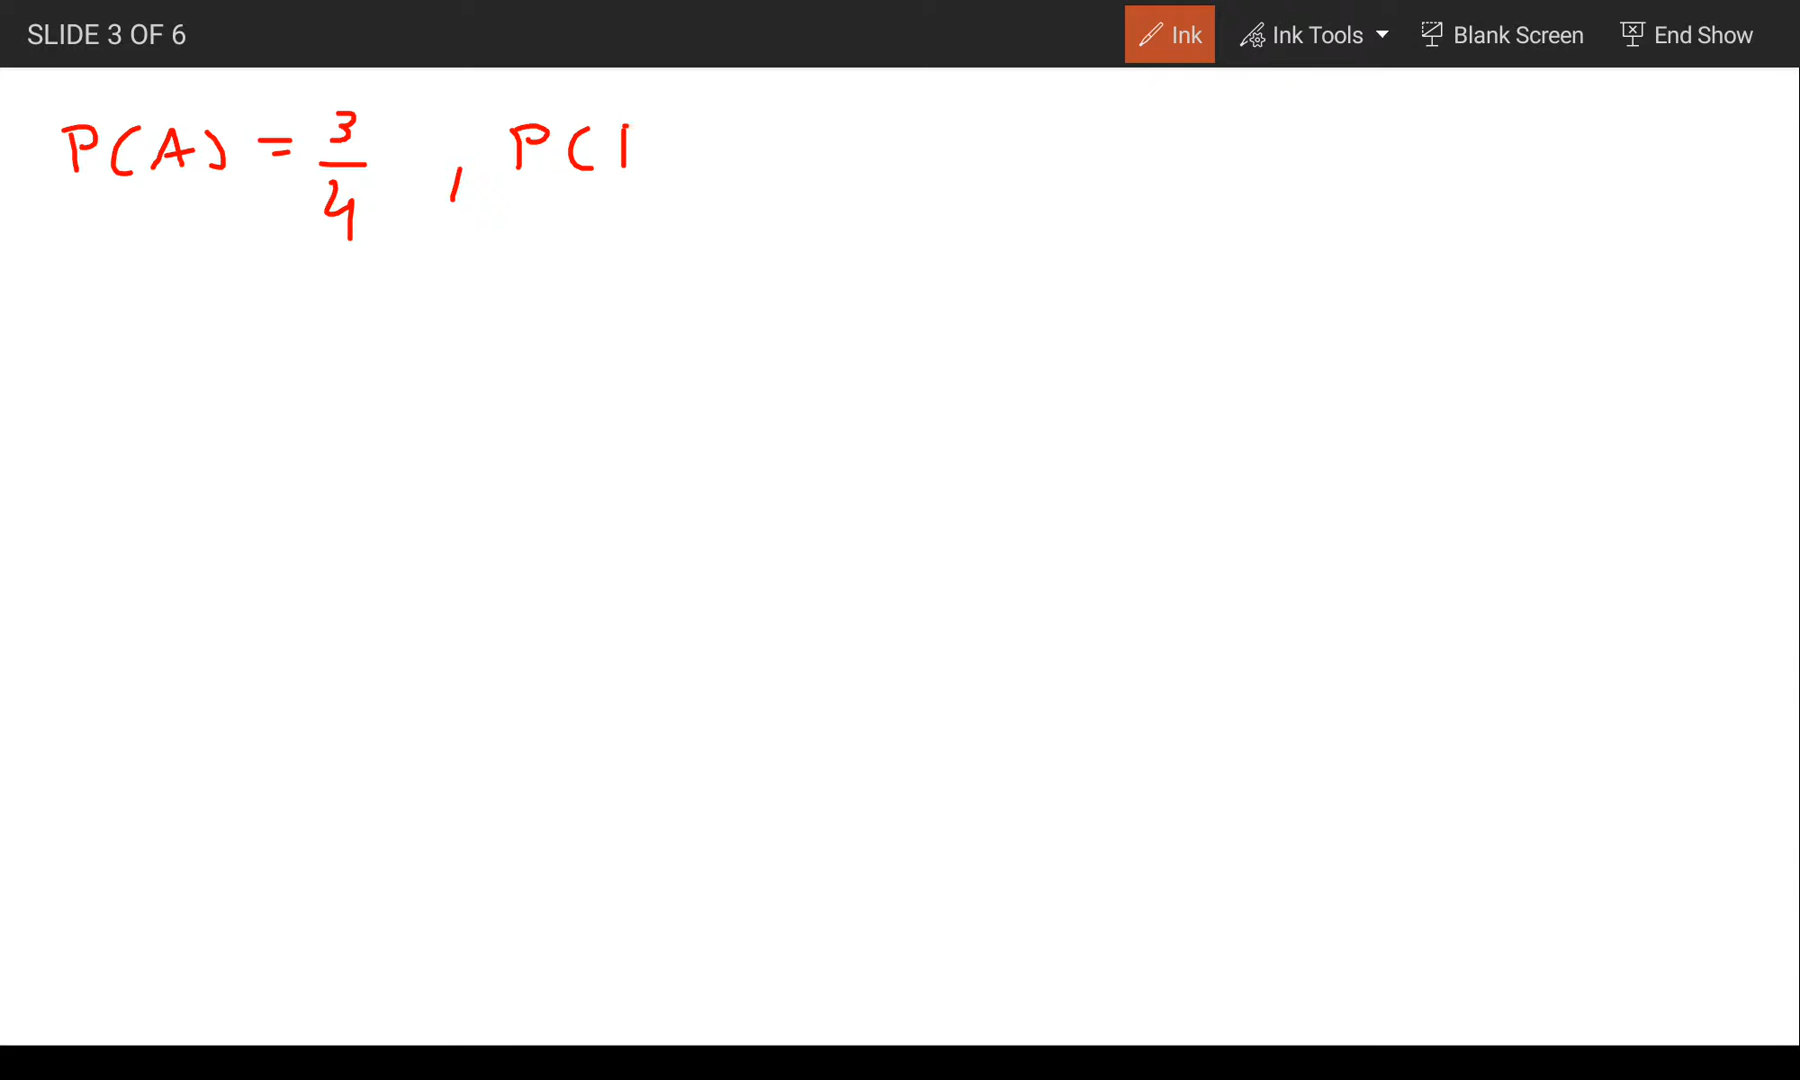 SLIDE 3 OF 6 Ink Ink Tools Blank Screen End Show
P(A) = 3/4 , P(